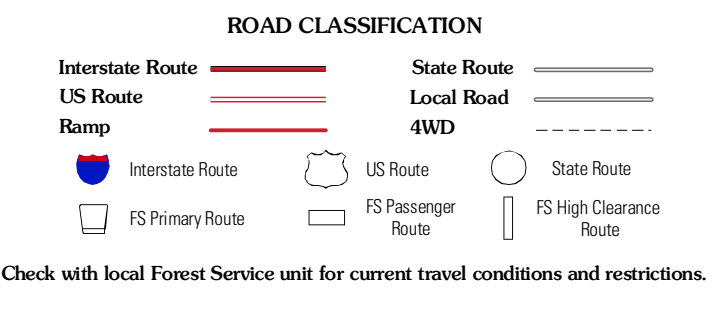 ROAD CLASSIFICATION
Interstate Route
State Route
US Route
Local Road
Ramp
4WD
Interstate Route
US Route
State Route
FS Primary Route
FS Passenger
Route
FS High Clearance
Route
Check with local Forest Service unit for current travel conditions and restrictions.